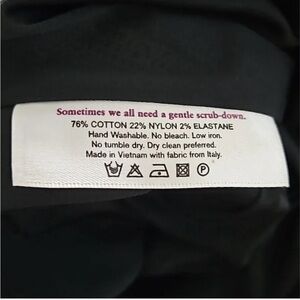 Sometimes we all need a gentle scrub-down.
76% COTTON 22% NYLON 2% ELASTANE
Hand Washable. No bleach. Low iron.
No tumble dry. Dry clean preferred.
Made in Vietnam with fabric from Italy.
P